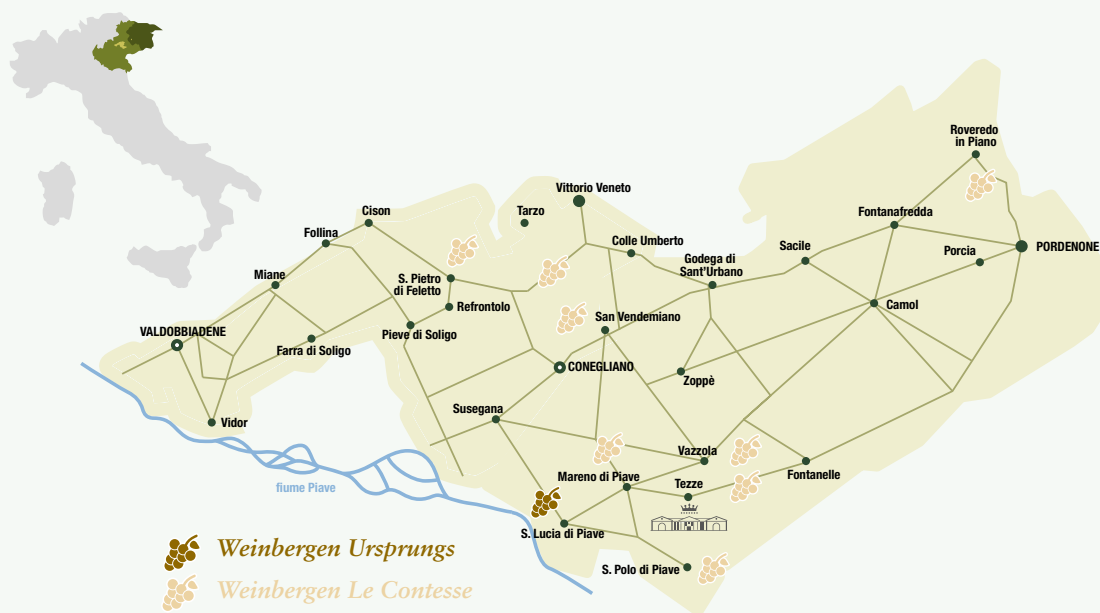 Roveredo
in Piano
Vittorio Veneto
Cison
Tarzo
Fontanafredda
Follina
Colle Umberto
Sacile
Porcia
PORDENONE
Godega di
Sant'Urbano
Miane
S. Pietro
di Feletto
Refrontolo
Camol
San Vendemiano
VALDOBBIADENE
Pieve di Soligo
Farra di Soligo
CONEGLIANO
Zoppè
Susegana
Vidor
Vazzola
Mareno di Piave
Tezze
Fontanelle
fiume Piave
S. Lucia di Piave
S. Polo di Piave
Weinbergen Ursprungs
Weinbergen Le Contesse